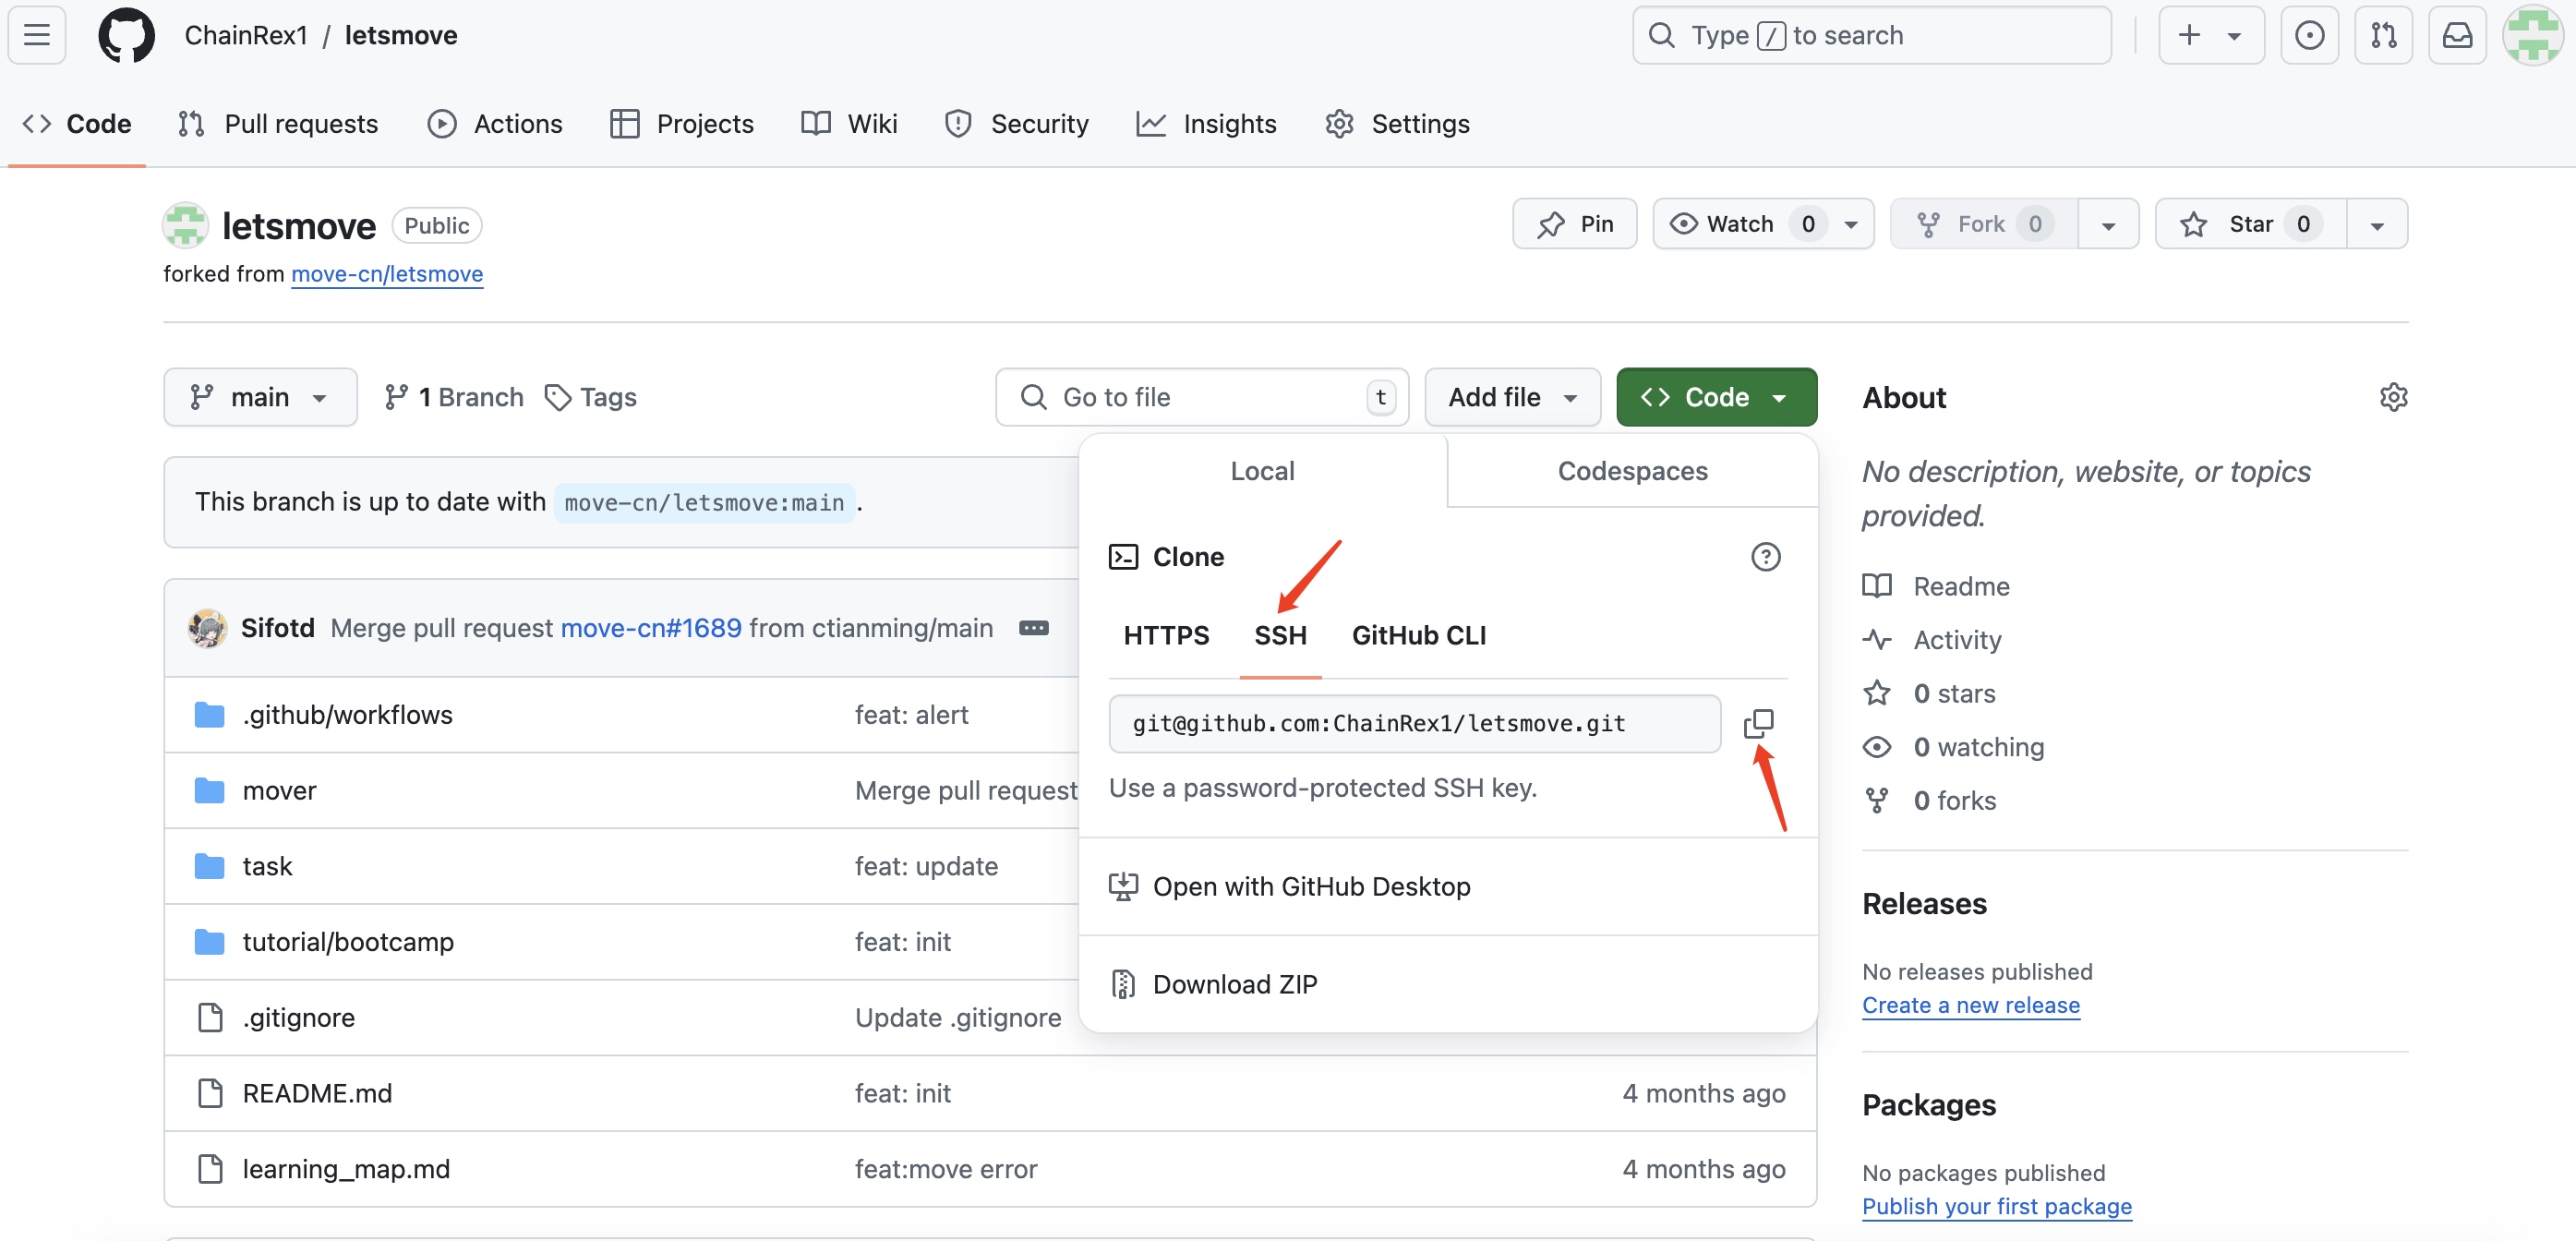 ChainRex1 / letsmove
Type / to search
Code
Pull requests
Actions
Projects
Wiki
Security
Insights
Settings
letsmove Public
Pin
Watch 0
Fork 0
Star 0
forked from move-cn/letsmove
main
1 Branch
Tags
Go to file t
Add file
Code
This branch is up to date with move-cn/letsmove:main .
Sifotd Merge pull request move-cn#1689 from ctianming/main
.github/workflows feat: alert
mover Merge pull request
task feat: update
tutorial/bootcamp feat: init
.gitignore Update .gitignore
README.md feat: init 4 months ago
learning_map.md feat:move error 4 months ago
Local
Codespaces
Clone
HTTPS
SSH
GitHub CLI
git@github.com:ChainRex1/letsmove.git
Use a password-protected SSH key.
Open with GitHub Desktop
Download ZIP
About
No description, website, or topics
provided.
Readme
Activity
0 stars
0 watching
0 forks
Releases
No releases published
Create a new release
Packages
No packages published
Publish your first package